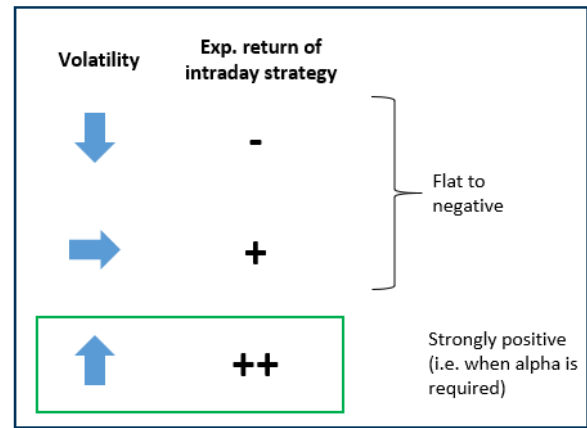 Volatility
Exp. return of
intraday strategy
-
+
Flat to
negative
++
Strongly positive
(i.e. when alpha is
required)